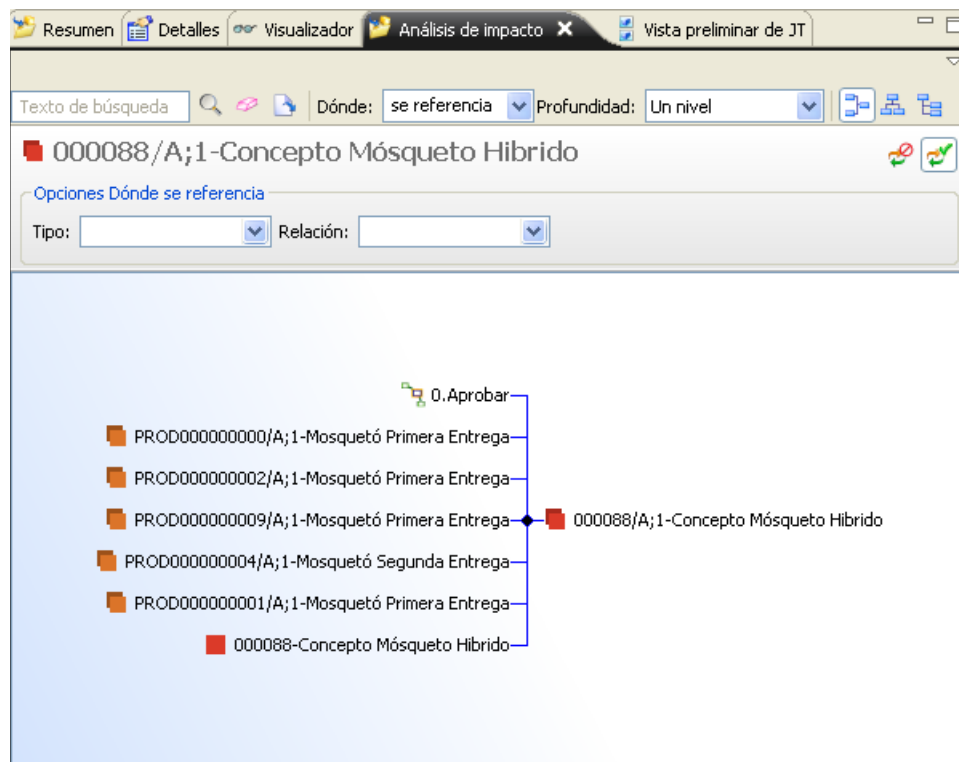 Resumen Detalles Visualizador Análisis de impacto Vista preliminar de JT
Texto de búsqueda Dónde: se referencia Profundidad: Un nivel
000088/A;1-Concepto Mósqueto Hibrido
Opciones Dónde se referencia
Tipo: Relación:
0.Aprobar
PROD000000000/A;1-Mosquetó Primera Entrega
PROD000000002/A;1-Mosquetó Primera Entrega
PROD000000009/A;1-Mosquetó Primera Entrega
000088/A;1-Concepto Mósqueto Hibrido
PROD000000004/A;1-Mosquetó Segunda Entrega
PROD000000001/A;1-Mosquetó Primera Entrega
000088-Concepto Mósqueto Hibrido